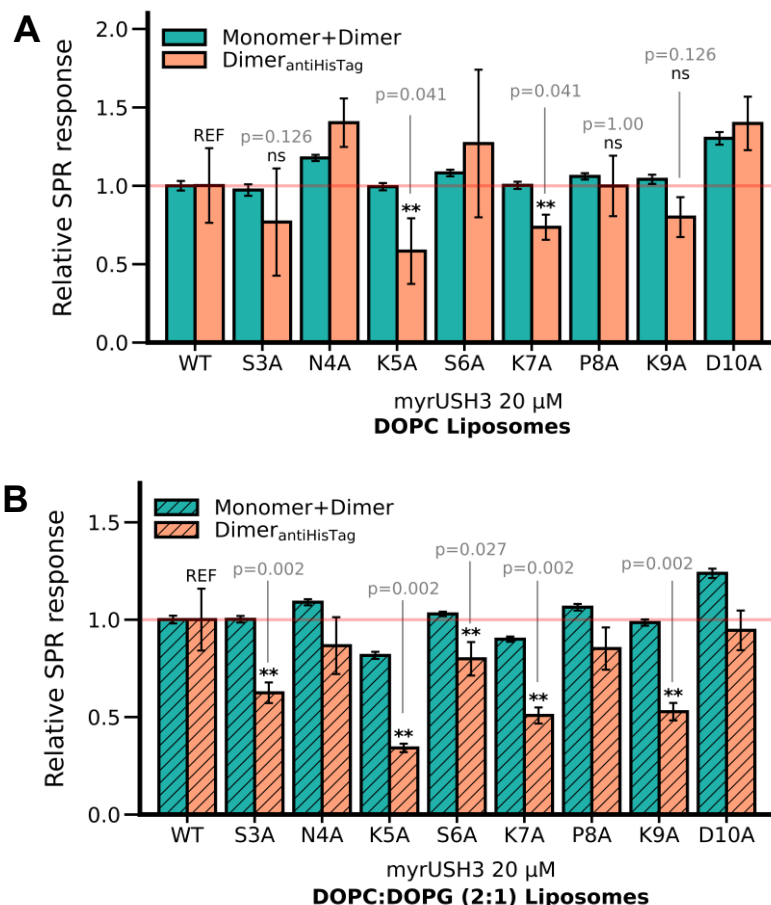 A
Monomer+Dimer
Dimer_antiHisTag
Relative SPR response
2.0
1.5
1.0
0.5
0.0
REF
p=0.126
ns
p=0.041
**
p=0.041
**
p=1.00
ns
p=0.126
ns
WT S3A N4A K5A S6A K7A P8A K9A D10A
myrUSH3 20 μM
DOPC Liposomes
B
Monomer+Dimer
Dimer_antiHisTag
Relative SPR response
1.5
1.0
0.5
0.0
REF
p=0.002
**
p=0.002
**
p=0.027
**
p=0.002
**
p=0.002
**
WT S3A N4A K5A S6A K7A P8A K9A D10A
myrUSH3 20 μM
DOPC:DOPG (2:1) Liposomes